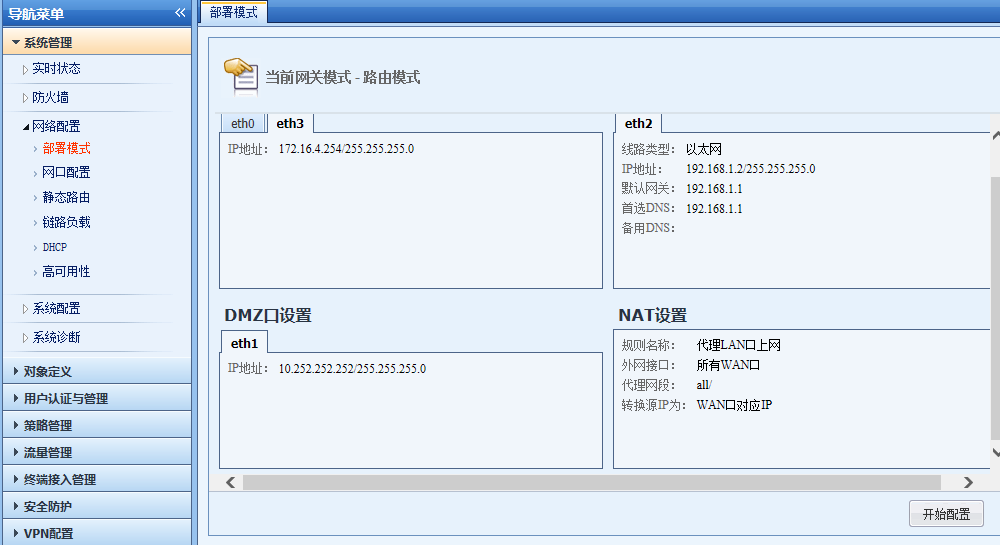 导航菜单
部署模式
系统管理
实时状态
防火墙
网络配置
部署模式
网口配置
静态路由
链路负载
DHCP
高可用性
系统配置
系统诊断
对象定义
用户认证与管理
策略管理
流量管理
终端接入管理
安全防护
VPN配置
当前网关模式 - 路由模式
eth0 eth3
IP地址： 172.16.4.254/255.255.255.0
eth2
线路类型： 以太网
IP地址： 192.168.1.2/255.255.255.0
默认网关： 192.168.1.1
首选DNS： 192.168.1.1
备用DNS：
DMZ口设置
eth1
IP地址： 10.252.252.252/255.255.255.0
NAT设置
规则名称： 代理LAN口上网
外网接口： 所有WAN口
代理网段： all/
转换源IP为： WAN口对应IP
开始配置